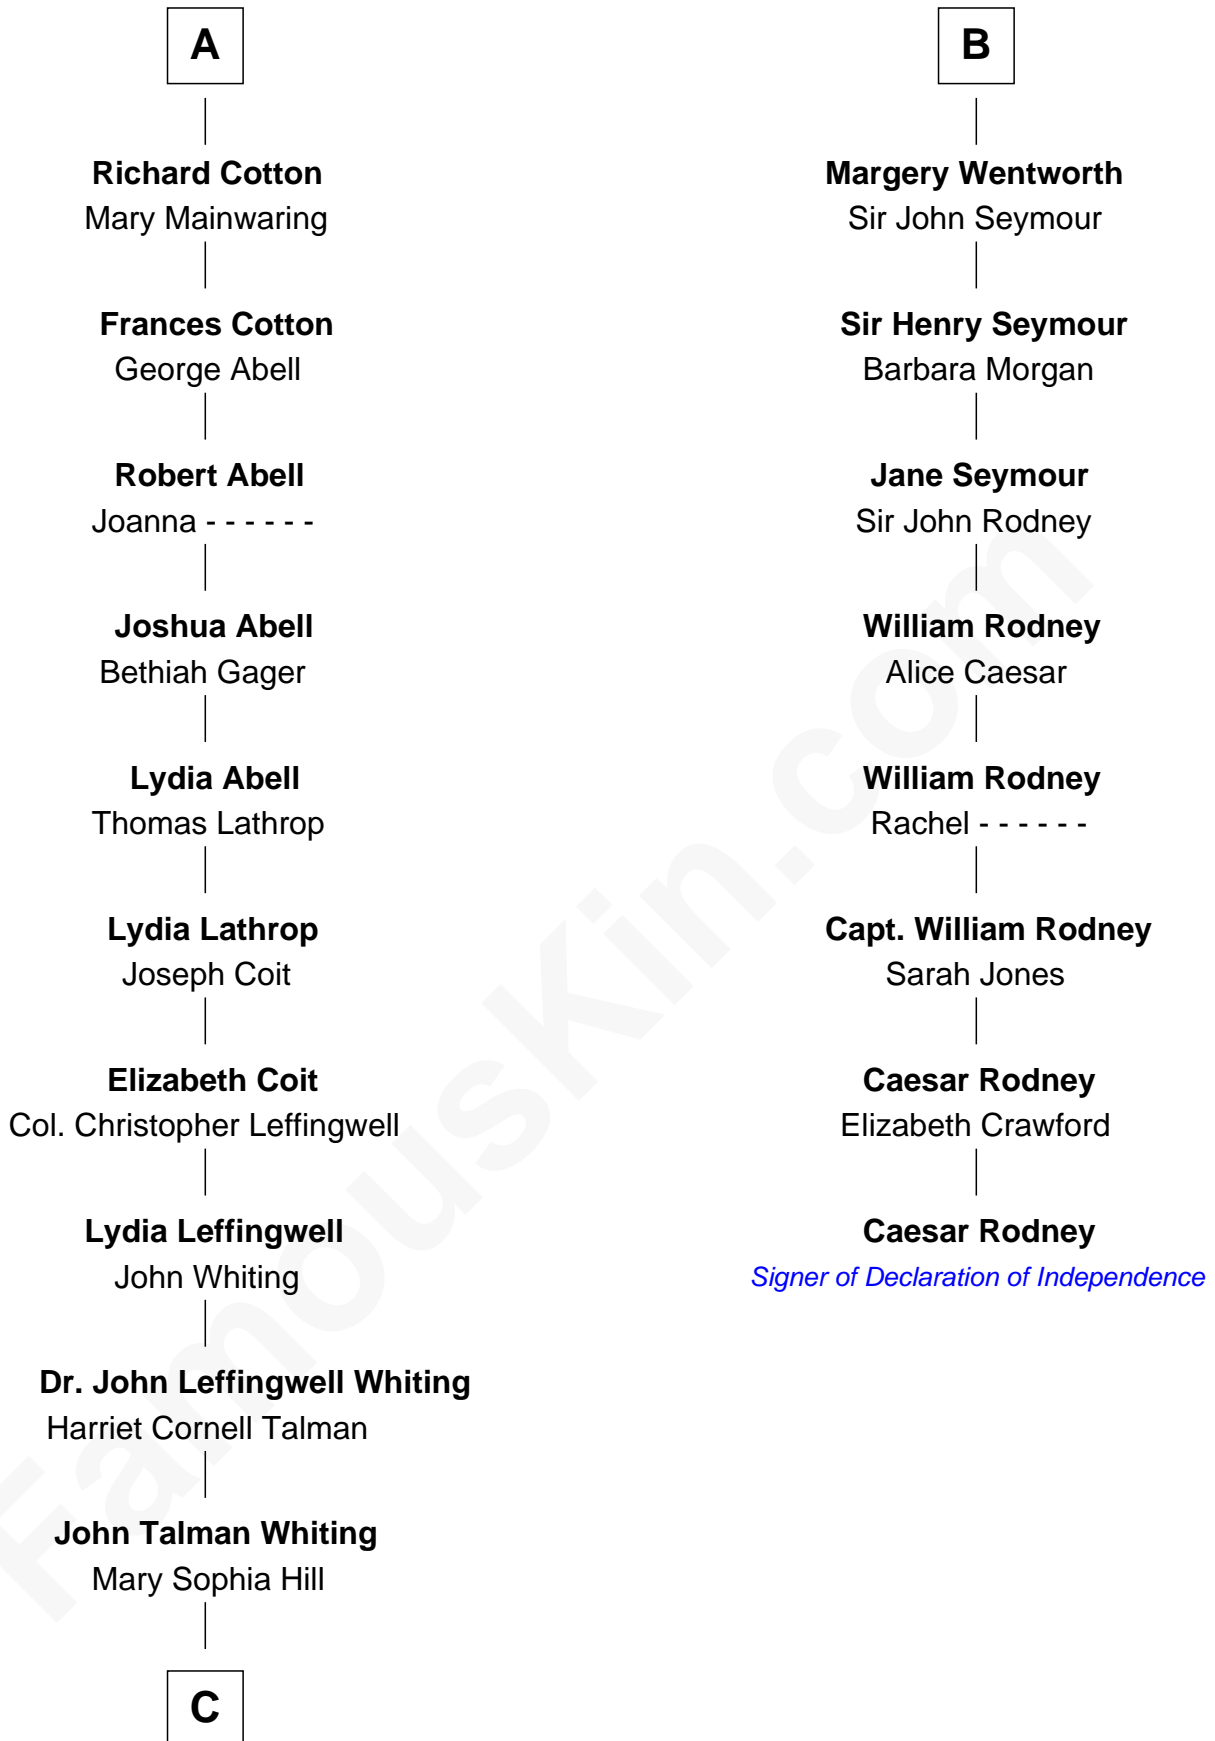 A
Richard Cotton
Mary Mainwaring
Frances Cotton
George Abell
Robert Abell
Joanna - - - - - -
Joshua Abell
Bethiah Gager
Lydia Abell
Thomas Lathrop
Lydia Lathrop
Joseph Coit
Elizabeth Coit
Col. Christopher Leffingwell
Lydia Leffingwell
John Whiting
Dr. John Leffingwell Whiting
Harriet Cornell Talman
John Talman Whiting
Mary Sophia Hill
C
B
Margery Wentworth
Sir John Seymour
Sir Henry Seymour
Barbara Morgan
Jane Seymour
Sir John Rodney
William Rodney
Alice Caesar
William Rodney
Rachel - - - - - -
Capt. William Rodney
Sarah Jones
Caesar Rodney
Elizabeth Crawford
Caesar Rodney
Signer of Declaration of Independence
FamousKin.com